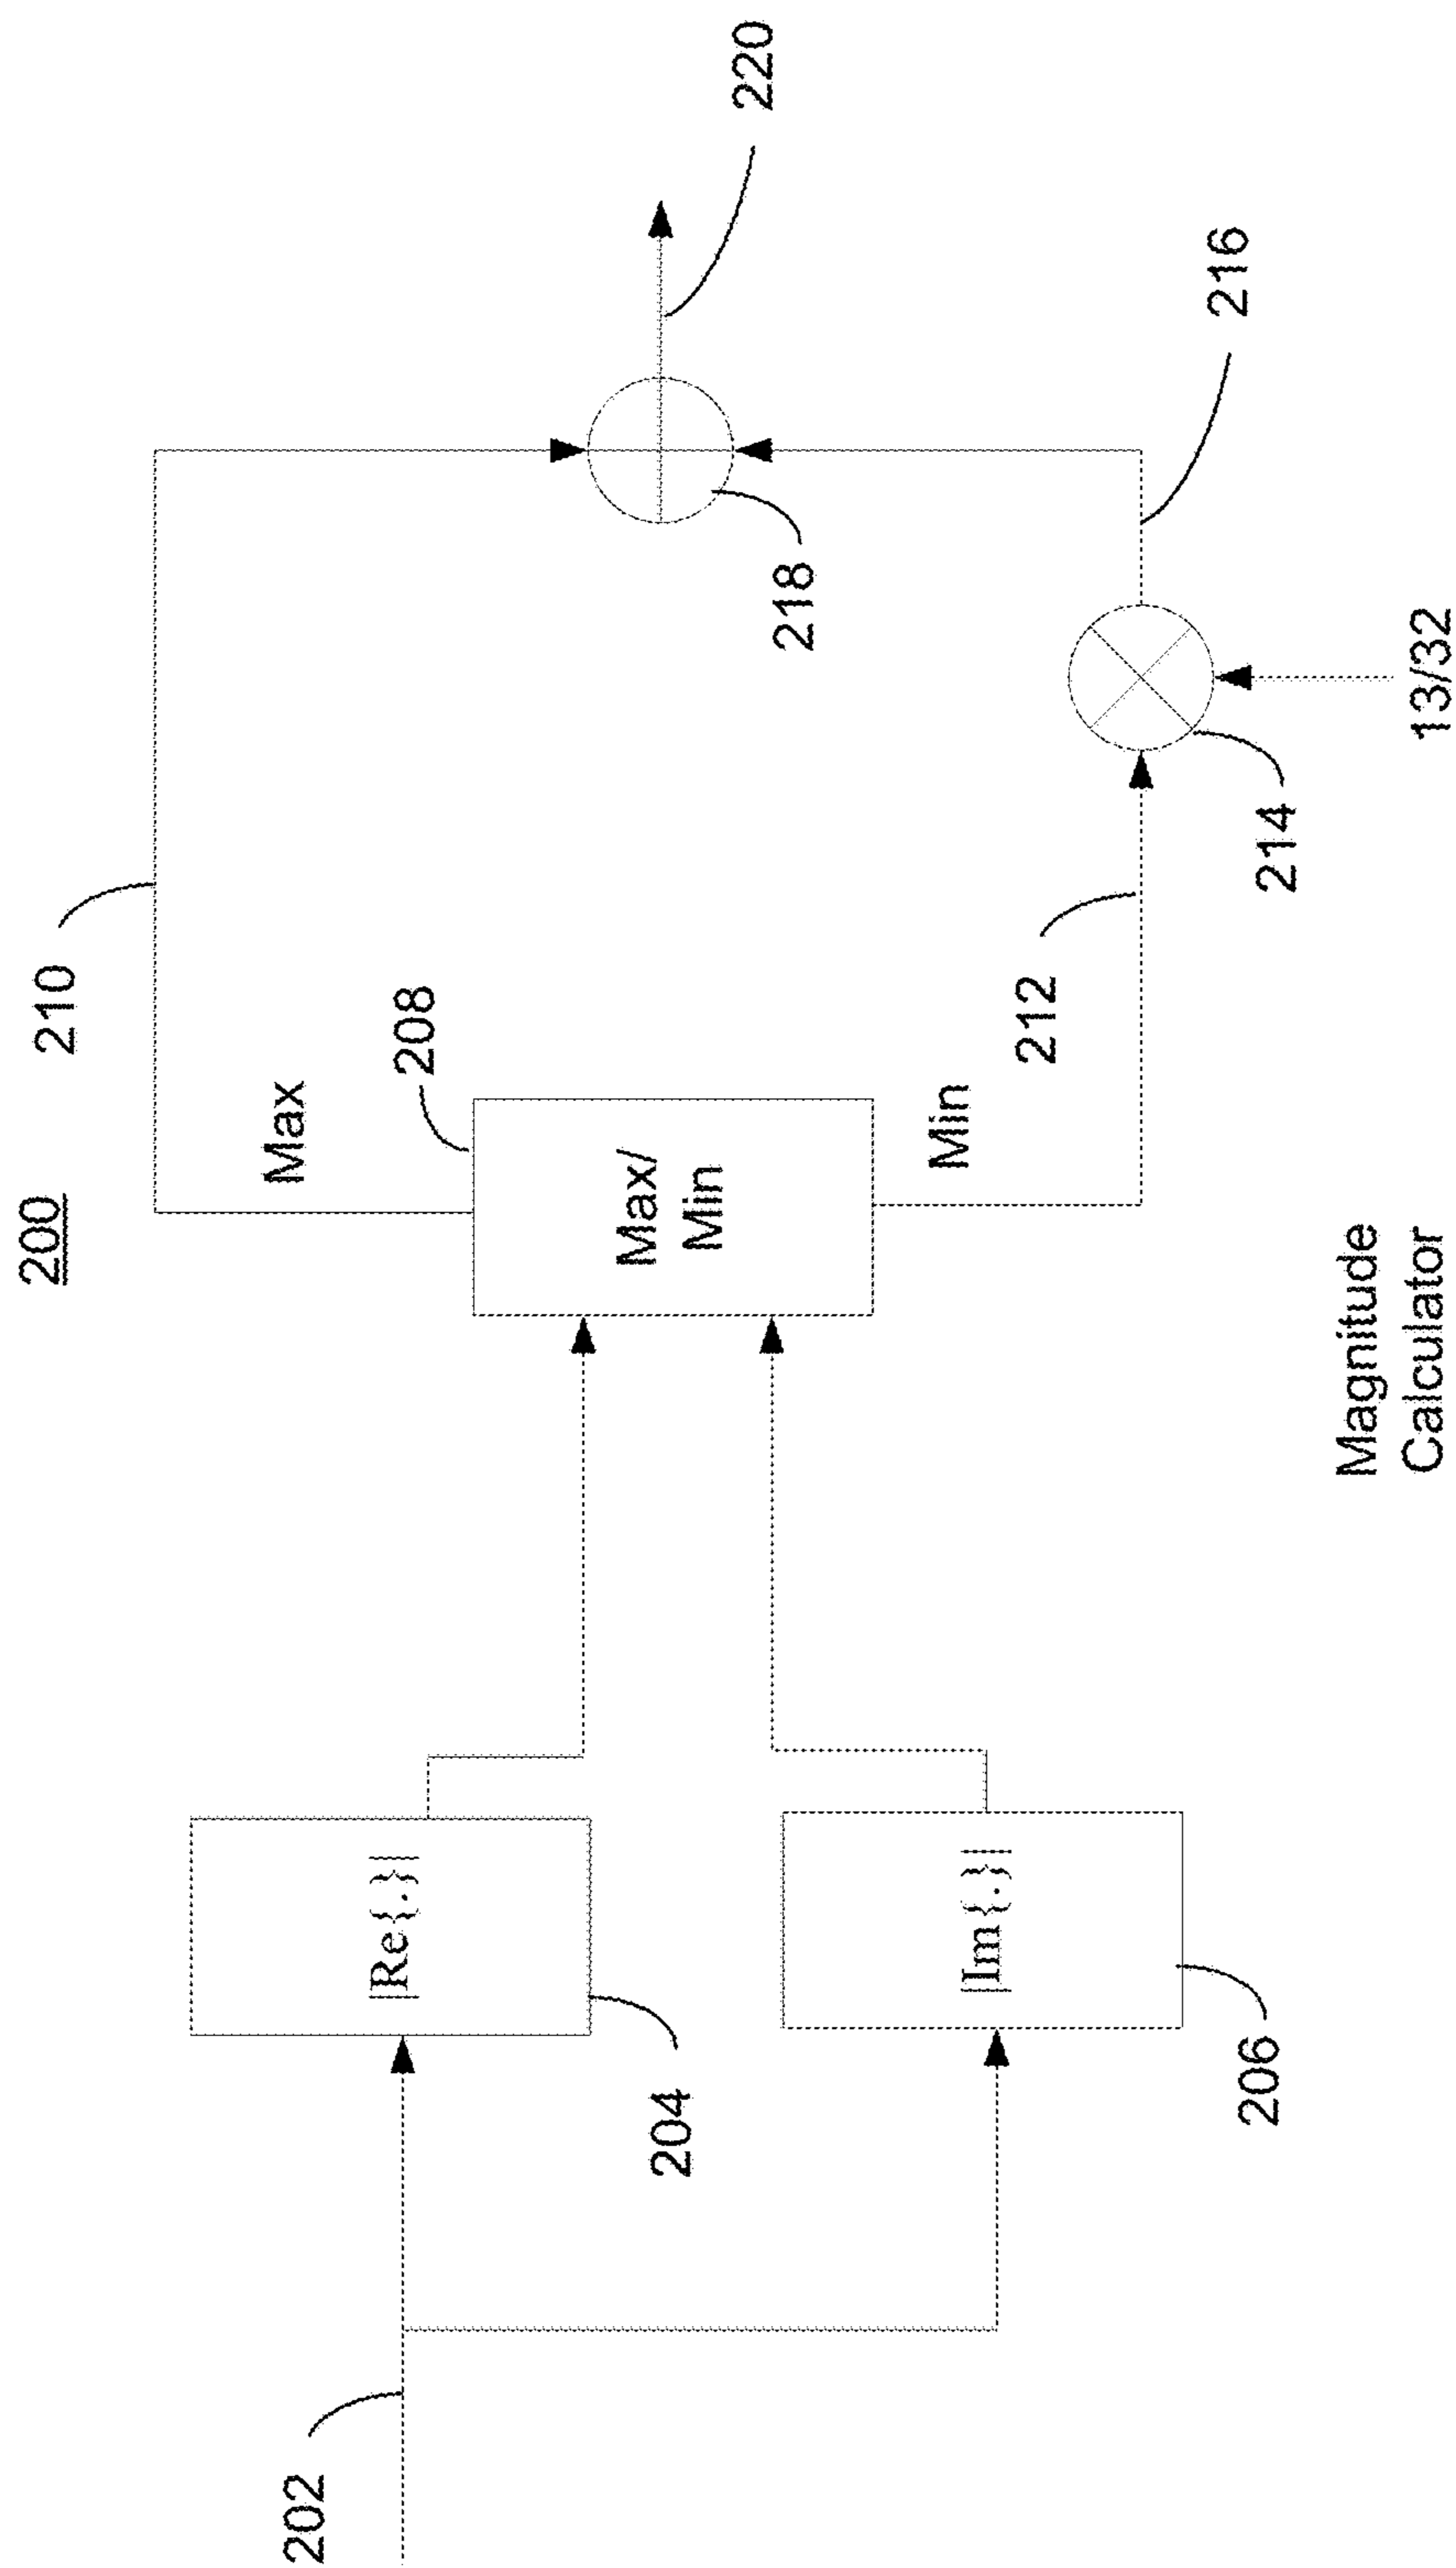 200
210
Max
208
Max/
Min
Min
212
202
|Re{.}|
204
|Im{.}|
206
220
218
216
214
13/32
Magnitude
Calculator